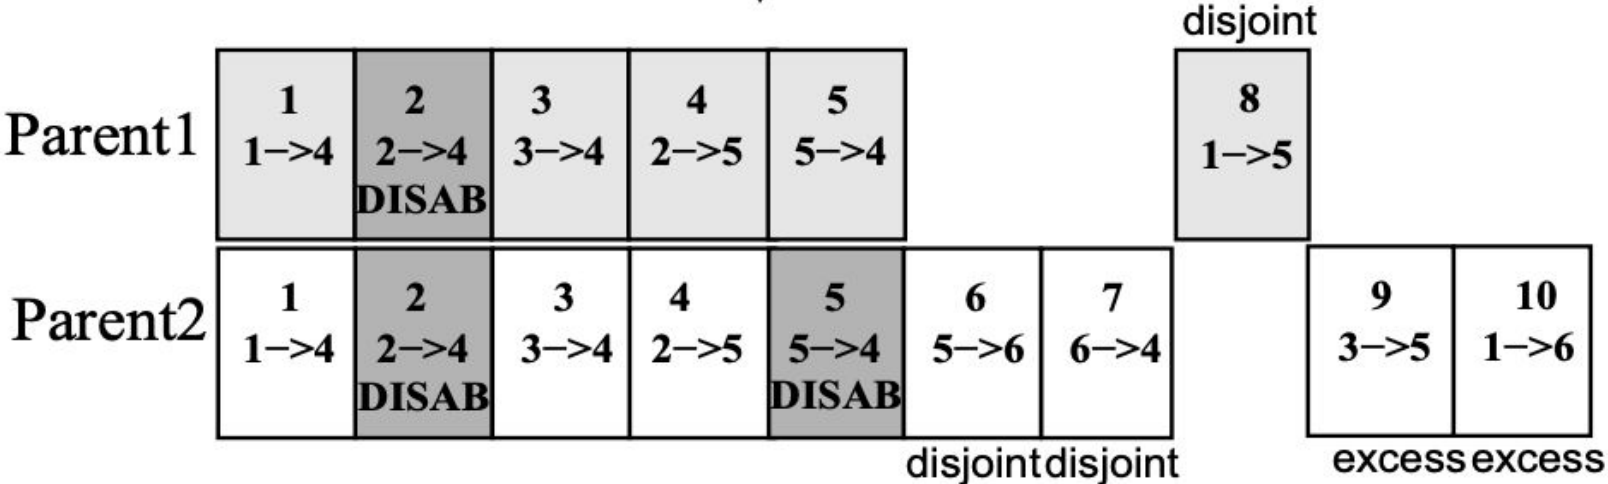 disjoint
Parent1
1 2 3 4 5 8
1–>4 2–>4 3–>4 2–>5 5–>4 1–>5
DISAB
Parent2
1 2 3 4 5 6 7 9 10
1–>4 2–>4 3–>4 2–>5 5–>4 5–>6 6–>4 3–>5 1–>6
DISAB DISAB
disjoint disjoint excess excess